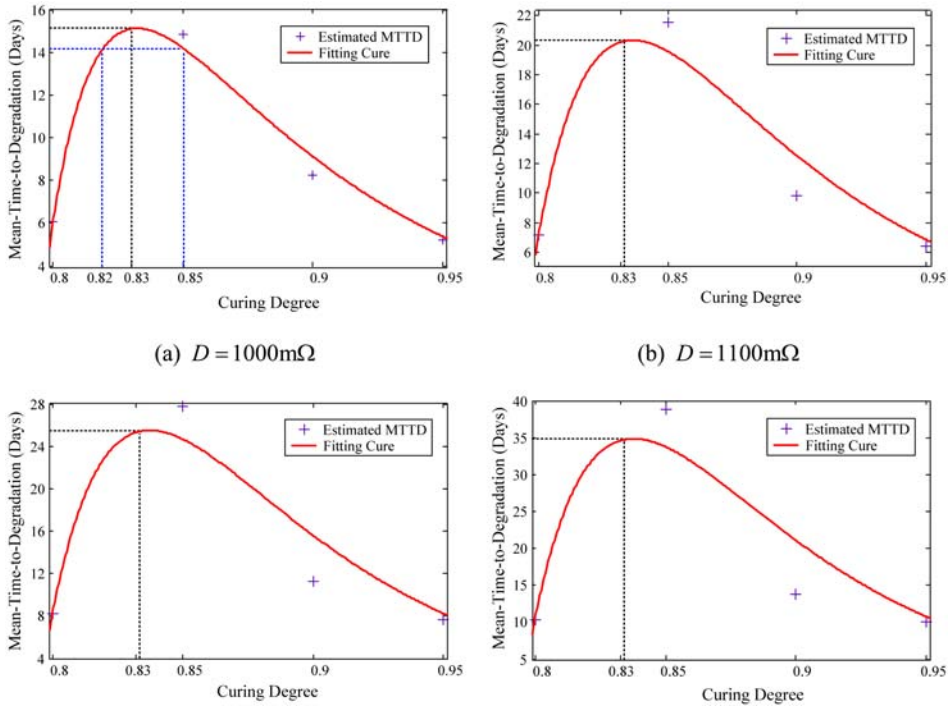 16
14
12
10
8
6
4
Mean-Time-to-Degradation (Days)
Estimated MTTD
Fitting Cure
0.8 0.82 0.83 0.85 0.9 0.95
Curing Degree
(a) D = 1000mΩ
22
20
18
16
14
12
10
8
6
Mean-Time-to-Degradation (Days)
Estimated MTTD
Fitting Cure
0.8 0.83 0.85 0.9 0.95
Curing Degree
(b) D = 1100mΩ
28
24
20
16
12
8
4
Mean-Time-to-Degradation (Days)
Estimated MTTD
Fitting Cure
0.8 0.83 0.85 0.9 0.95
Curing Degree
40
35
30
25
20
15
10
5
Mean-Time-to-Degradation (Days)
Estimated MTTD
Fitting Cure
0.8 0.83 0.85 0.9 0.95
Curing Degree